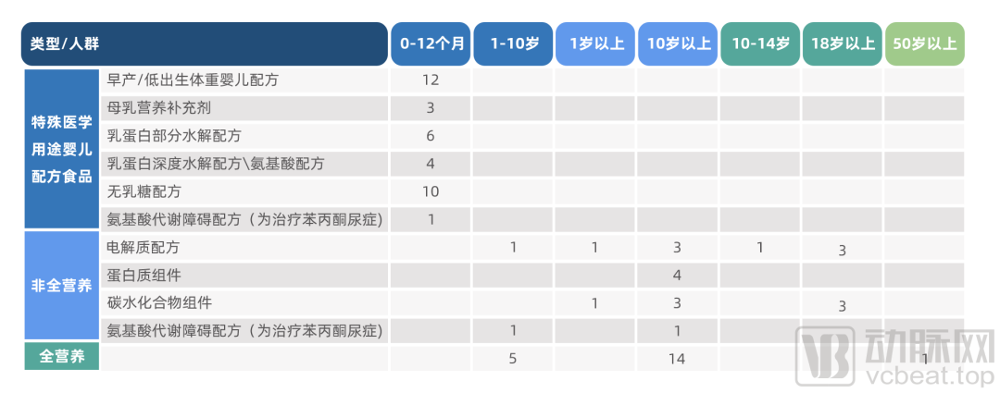 类型/人群 0-12个月 1-10岁 1岁以上 10岁以上 10-14岁 18岁以上 50岁以上
特殊医学用途婴儿配方食品
早产/低出生体重婴儿配方 12
母乳营养补充剂 3
乳蛋白部分水解配方 6
乳蛋白深度水解配方\氨基酸配方 4
无乳糖配方 10
氨基酸代谢障碍配方（为治疗苯丙酮尿症) 1
非全营养
电解质配方 1 1 3 1 3
蛋白质组件 4
碳水化合物组件 1 3 3
氨基酸代谢障碍配方（为治疗苯丙酮尿症) 1 1
全营养 5 14 1
动脉网
vcbeat.top